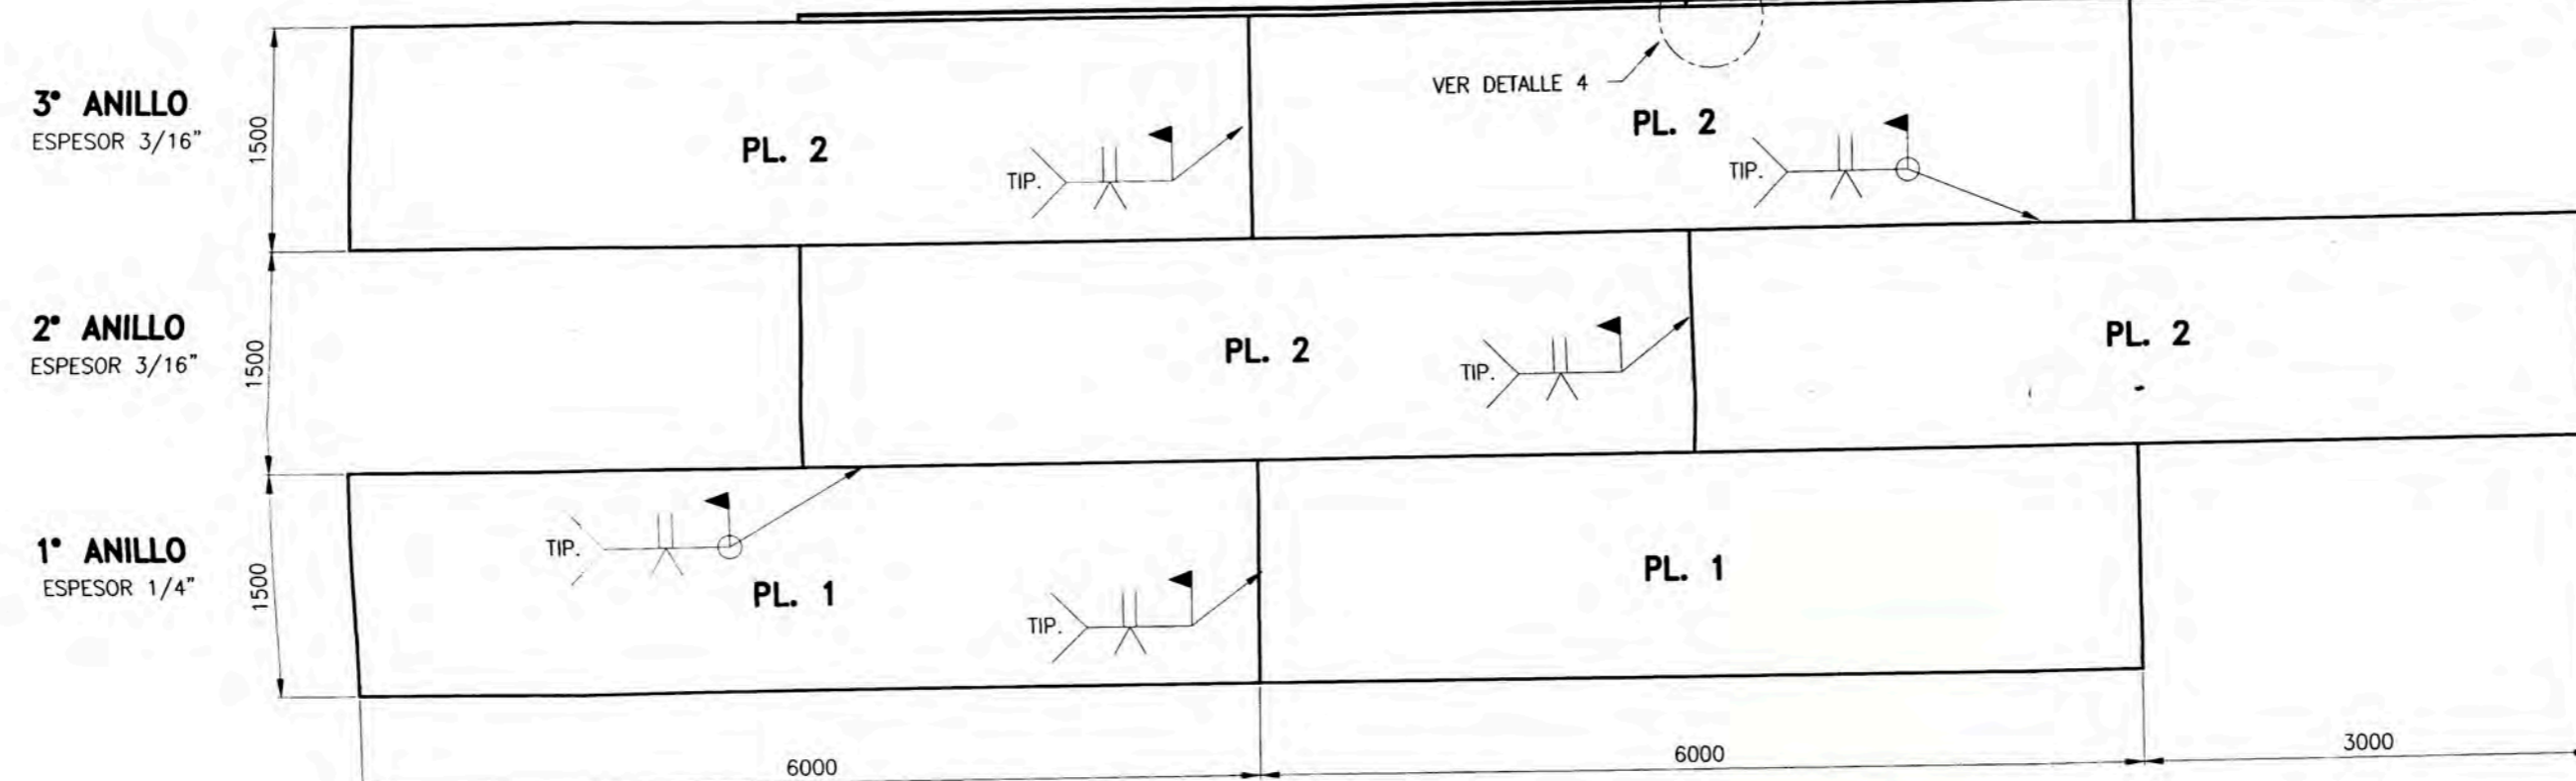 3° ANILLO
ESPESOR 3/16"
1500
PL. 2
TIP.
VER DETALLE 4
PL. 2
TIP.
2° ANILLO
ESPESOR 3/16"
1500
PL. 2
TIP.
PL. 2
1° ANILLO
ESPESOR 1/4"
1500
TIP.
PL. 1
TIP.
PL. 1
6000
6000
3000